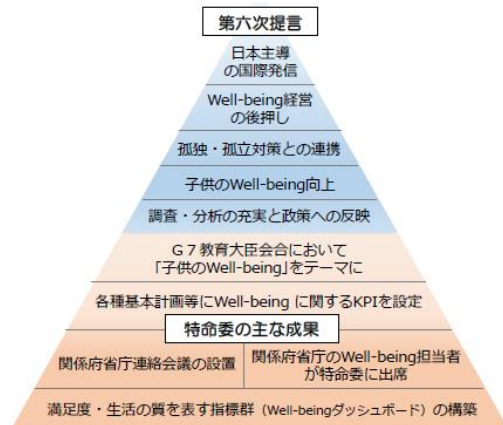 第六次提言
日本主導
の国際発信
Well-being経営
の後押し
孤独・孤立対策との連携
子供のWell-being向上
調査・分析の充実と政策への反映
G7教育大臣会合において
「子供のWell-being」をテーマに
各種基本計画等にWell-being に関するKPIを設定
特命委の主な成果
関係府省庁連絡会議の設置
関係府省庁のWell-being担当者
が特命委に出席
満足度・生活の質を表す指標群（Well-beingダッシュボード）の構築